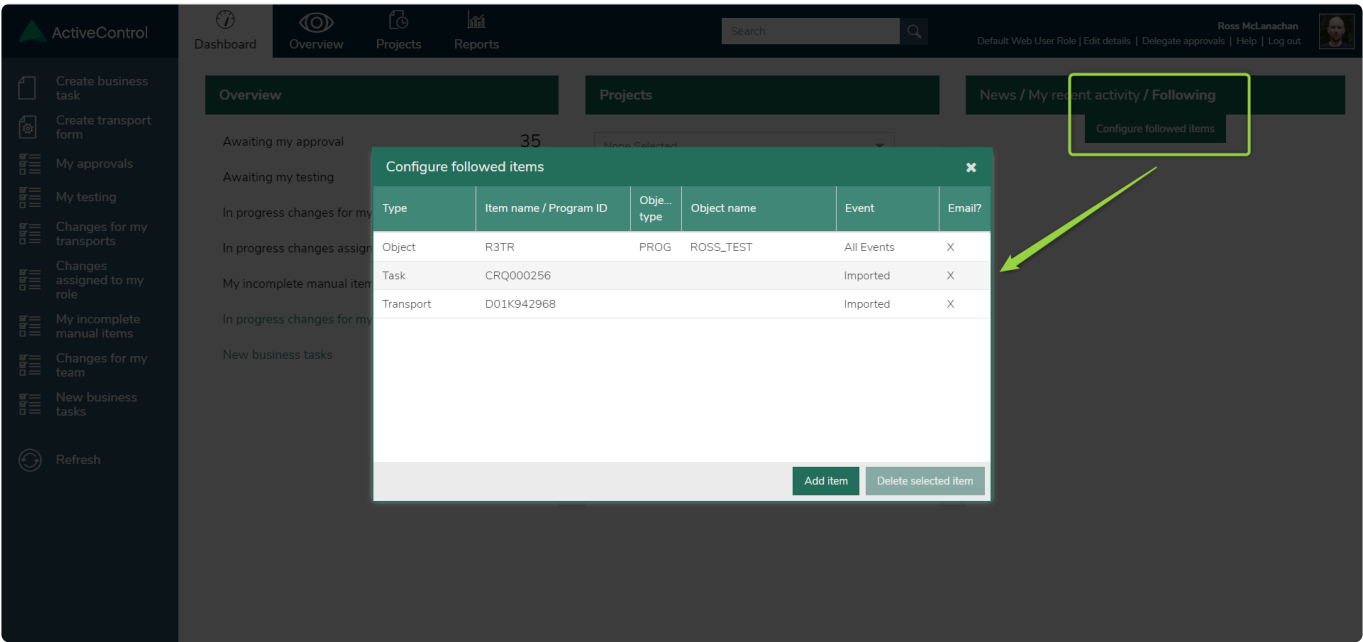 ActiveControl
Dashboard
Overview
Projects
Reports
Search
Ross McLanachan
Default Web User Role | Edit details | Delegate approvals | Help | Log out
Create business
task
Create transport
form
My approvals
My testing
Changes for my
transports
Changes
assigned to my
role
My incomplete
manual items
Changes for my
team
New business
tasks
Refresh
Overview
Awaiting my approval 35
Awaiting my testing
In progress changes for my
In progress changes assign
My incomplete manual item
In progress changes for my
New business tasks
Projects
None Selected
News / My recent activity / Following
Configure followed items
Configure followed items
Type Item name / Program ID Obje... type Object name Event Email?
Object R3TR PROG ROSS_TEST All Events X
Task CRQ000256 Imported X
Transport D01K942968 Imported X
Add item Delete selected item